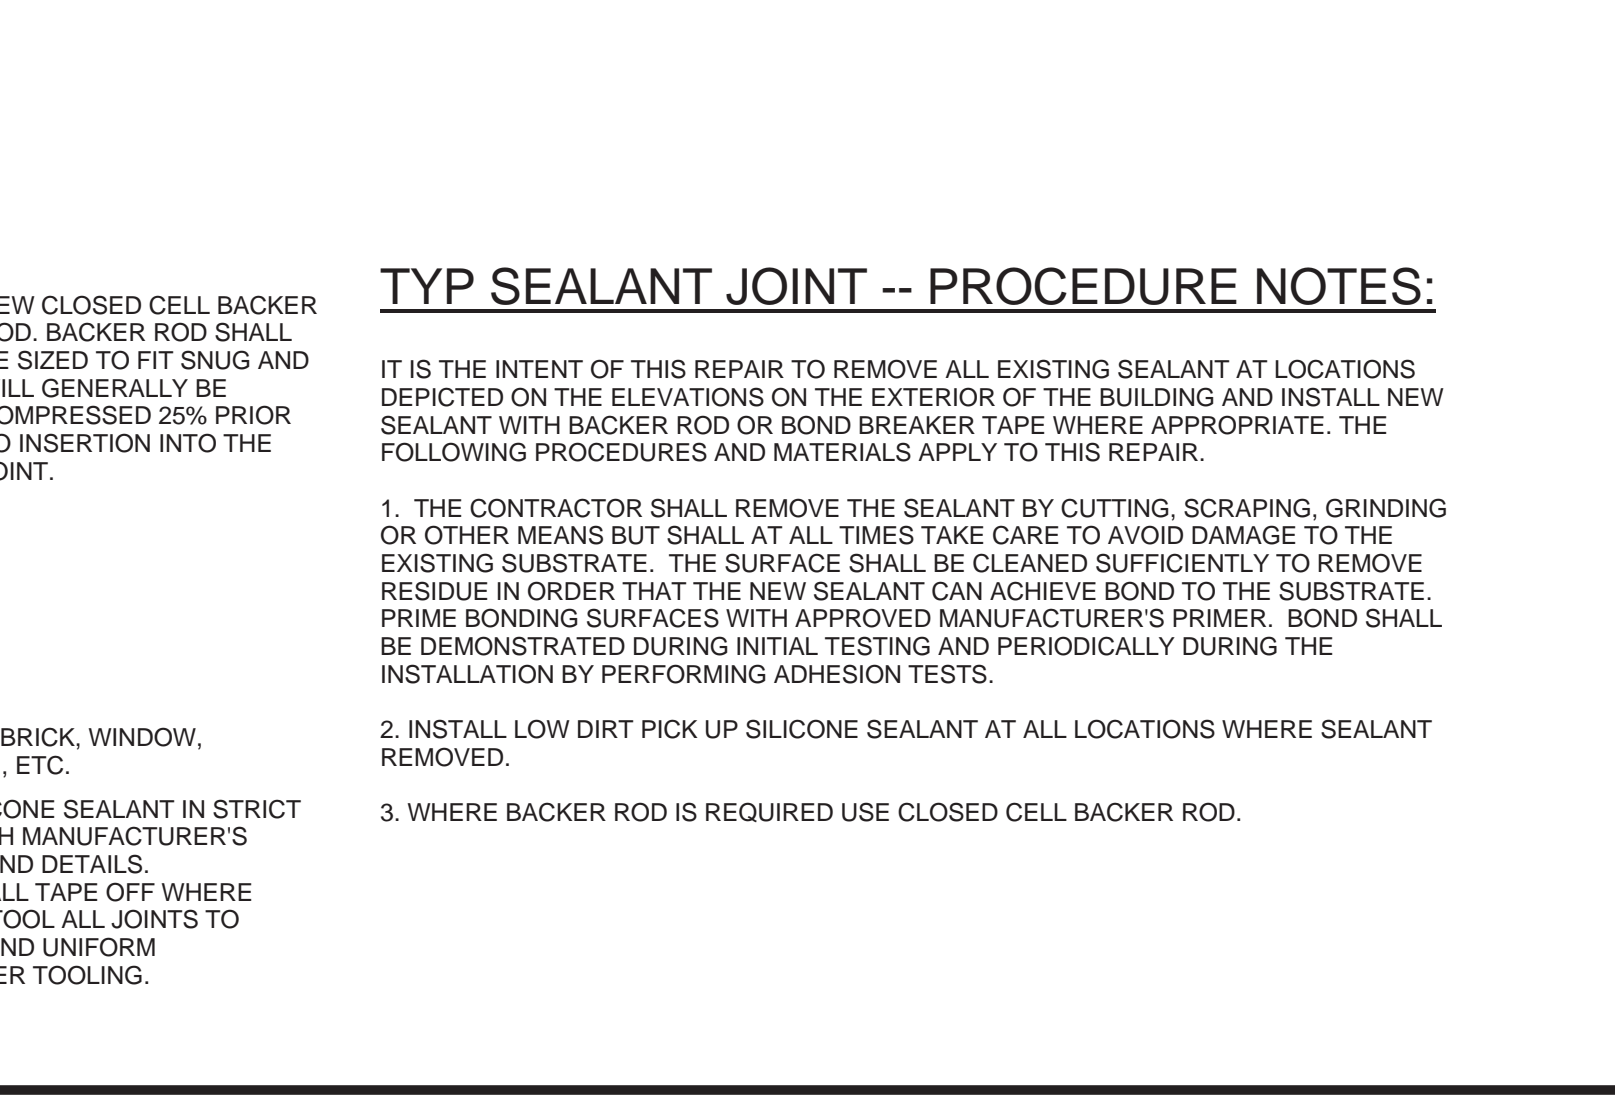 EW CLOSED CELL BACKER
OD. BACKER ROD SHALL
E SIZED TO FIT SNUG AND
ILL GENERALLY BE
OMPRESSED 25% PRIOR
O INSERTION INTO THE
OINT.
BRICK, WINDOW,
, ETC.
CONE SEALANT IN STRICT
H MANUFACTURER'S
ND DETAILS.
ALL TAPE OFF WHERE
TOOL ALL JOINTS TO
ND UNIFORM
ER TOOLING.
TYP SEALANT JOINT -- PROCEDURE NOTES:
IT IS THE INTENT OF THIS REPAIR TO REMOVE ALL EXISTING SEALANT AT LOCATIONS
DEPICTED ON THE ELEVATIONS ON THE EXTERIOR OF THE BUILDING AND INSTALL NEW
SEALANT WITH BACKER ROD OR BOND BREAKER TAPE WHERE APPROPRIATE. THE
FOLLOWING PROCEDURES AND MATERIALS APPLY TO THIS REPAIR.
1. THE CONTRACTOR SHALL REMOVE THE SEALANT BY CUTTING, SCRAPING, GRINDING
OR OTHER MEANS BUT SHALL AT ALL TIMES TAKE CARE TO AVOID DAMAGE TO THE
EXISTING SUBSTRATE. THE SURFACE SHALL BE CLEANED SUFFICIENTLY TO REMOVE
RESIDUE IN ORDER THAT THE NEW SEALANT CAN ACHIEVE BOND TO THE SUBSTRATE.
PRIME BONDING SURFACES WITH APPROVED MANUFACTURER'S PRIMER. BOND SHALL
BE DEMONSTRATED DURING INITIAL TESTING AND PERIODICALLY DURING THE
INSTALLATION BY PERFORMING ADHESION TESTS.
2. INSTALL LOW DIRT PICK UP SILICONE SEALANT AT ALL LOCATIONS WHERE SEALANT
REMOVED.
3. WHERE BACKER ROD IS REQUIRED USE CLOSED CELL BACKER ROD.